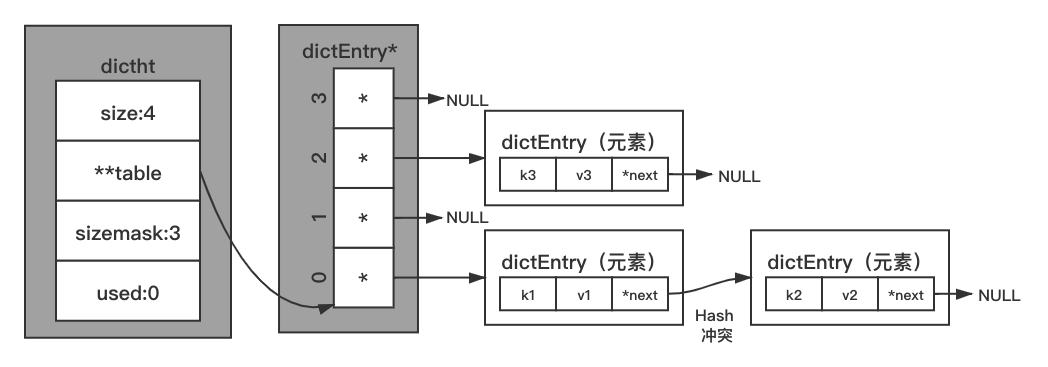 dictht
size:4
**table
sizemask:3
used:0
dictEntry*
3
*
NULL
2
*
dictEntry（元素）
k3
v3
*next
NULL
1
*
NULL
0
*
dictEntry（元素）
k1
v1
*next
Hash
冲突
dictEntry（元素）
k2
v2
*next
NULL